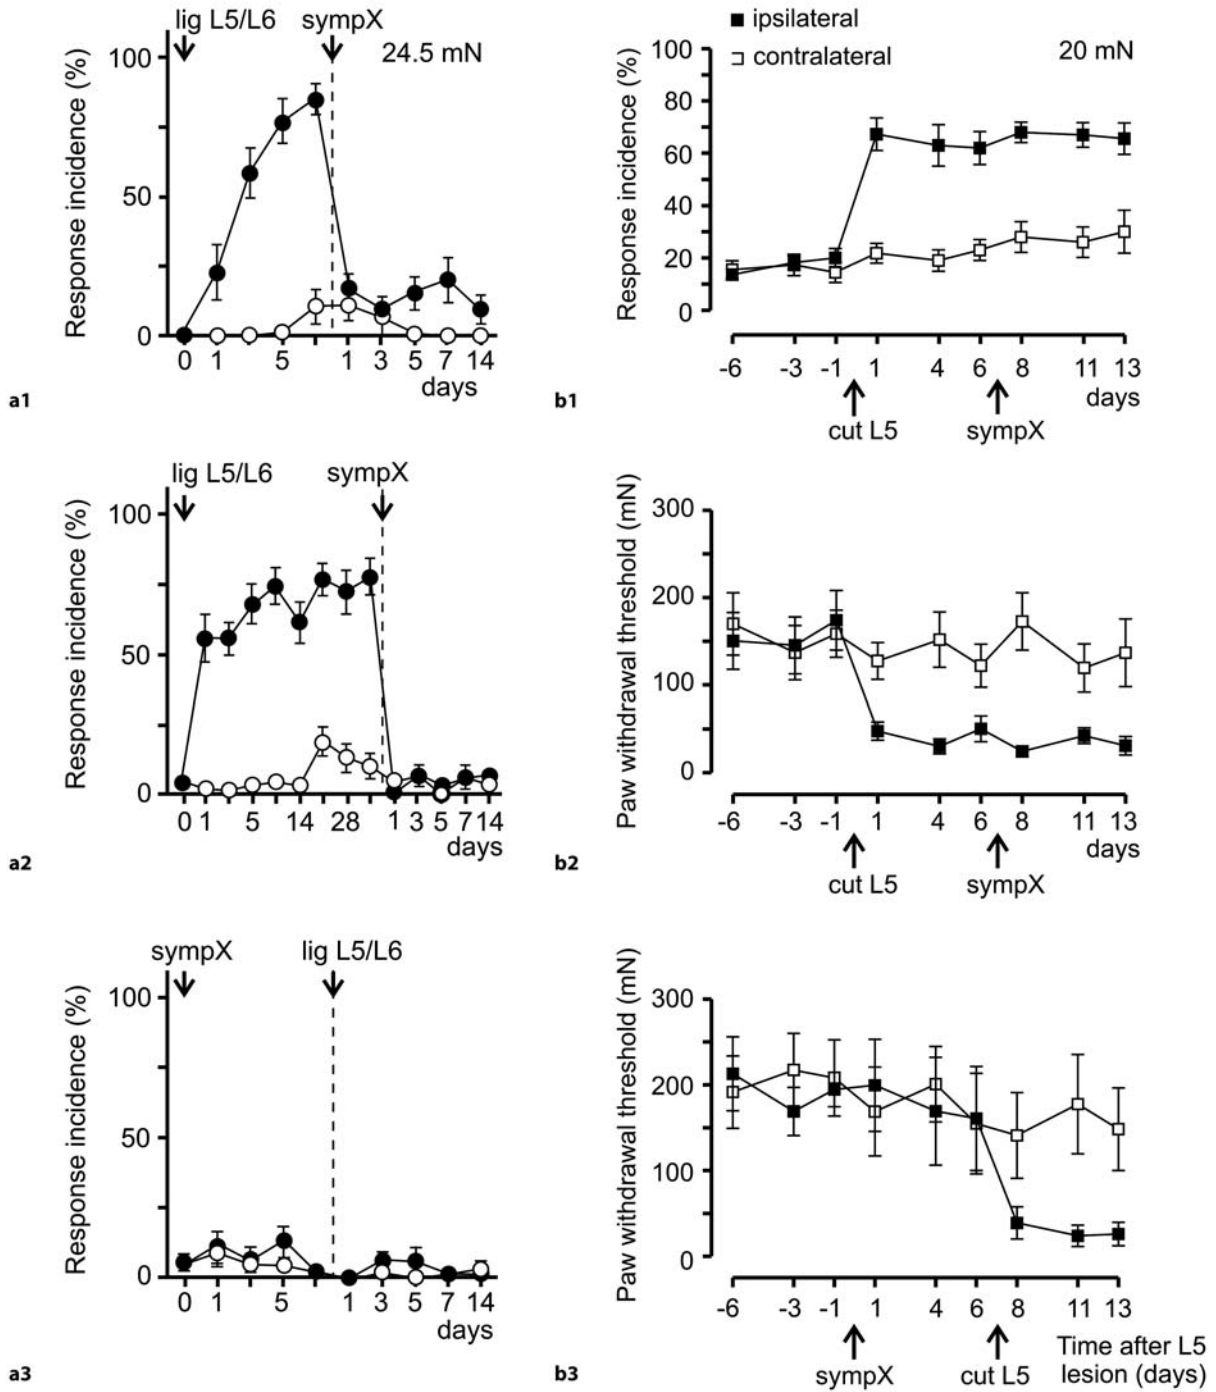 lig L5/L6 sympX
24.5 mN
Response incidence (%)
100
50
0
0 1 5 1 3 5 7 14
days
a1
ipsilateral
contralateral
20 mN
Response incidence (%)
100
80
60
40
20
0
-6 -3 -1 1 4 6 8 11 13
days
cut L5 sympX
b1
lig L5/L6 sympX
Response incidence (%)
100
50
0
0 1 5 14 28 1 3 5 7 14
days
a2
Paw withdrawal threshold (mN)
300
200
100
0
-6 -3 -1 1 4 6 8 11 13
days
cut L5 sympX
b2
sympX lig L5/L6
Response incidence (%)
100
50
0
0 1 5 1 3 5 7 14
days
a3
Paw withdrawal threshold (mN)
300
200
100
0
-6 -3 -1 1 4 6 8 11 13
sympX cut L5
Time after L5
lesion (days)
b3